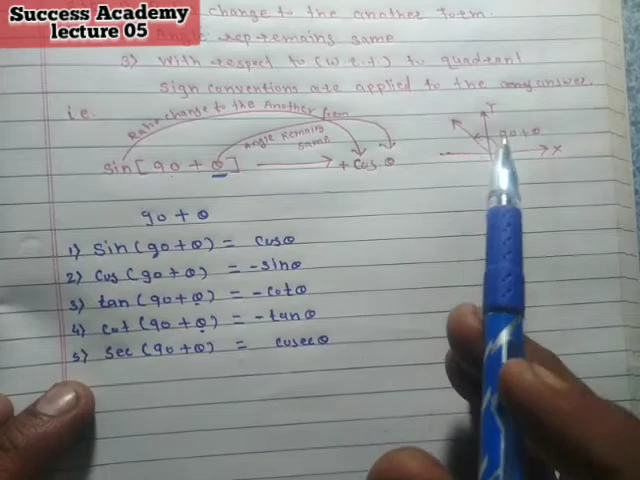 Success Academy
lecture 05
change to the another form.
Angle rep remains same
3) With respect to (w.r.t) to quadrant
sign conventions are applied to the answer.
i.e.
Ratio change to the Another form
Angle Remains same
sin[90 + θ] → + cos θ
Y
90+θ
X
90 + θ
1) sin(90+θ) = cosθ
2) cos(90+θ) = -sinθ
3) tan(90+θ) = -cotθ
4) cot(90+θ) = -tanθ
5) sec(90+θ) = cosecθ